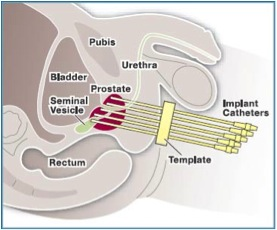 Pubis
Urethra
Bladder
Prostate
Seminal
Vesicle
Implant
Catheters
Rectum
Template